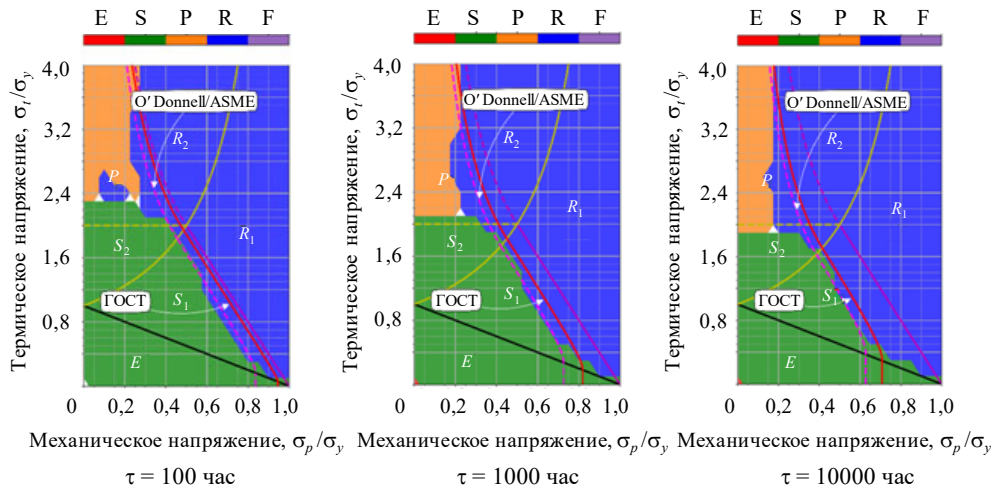 E S P R F
Термическое напряжение, σt/σy
4,0
3,2
2,4
1,6
0,8
O′ Donnell/ASME
R2
P
R1
S2
ГОСТ
S1
E
0 0,2 0,4 0,6 0,8 1,0
Механическое напряжение, σp/σy
τ = 100 час
E S P R F
Термическое напряжение, σt/σy
4,0
3,2
2,4
1,6
0,8
O′ Donnell/ASME
R2
P
R1
S2
ГОСТ
S1
E
0 0,2 0,4 0,6 0,8 1,0
Механическое напряжение, σp/σy
τ = 1000 час
E S P R F
Термическое напряжение, σt/σy
4,0
3,2
2,4
1,6
0,8
O′ Donnell/ASME
R2
P
R1
S2
ГОСТ
S1
E
0 0,2 0,4 0,6 0,8 1,0
Механическое напряжение, σp/σy
τ = 10000 час